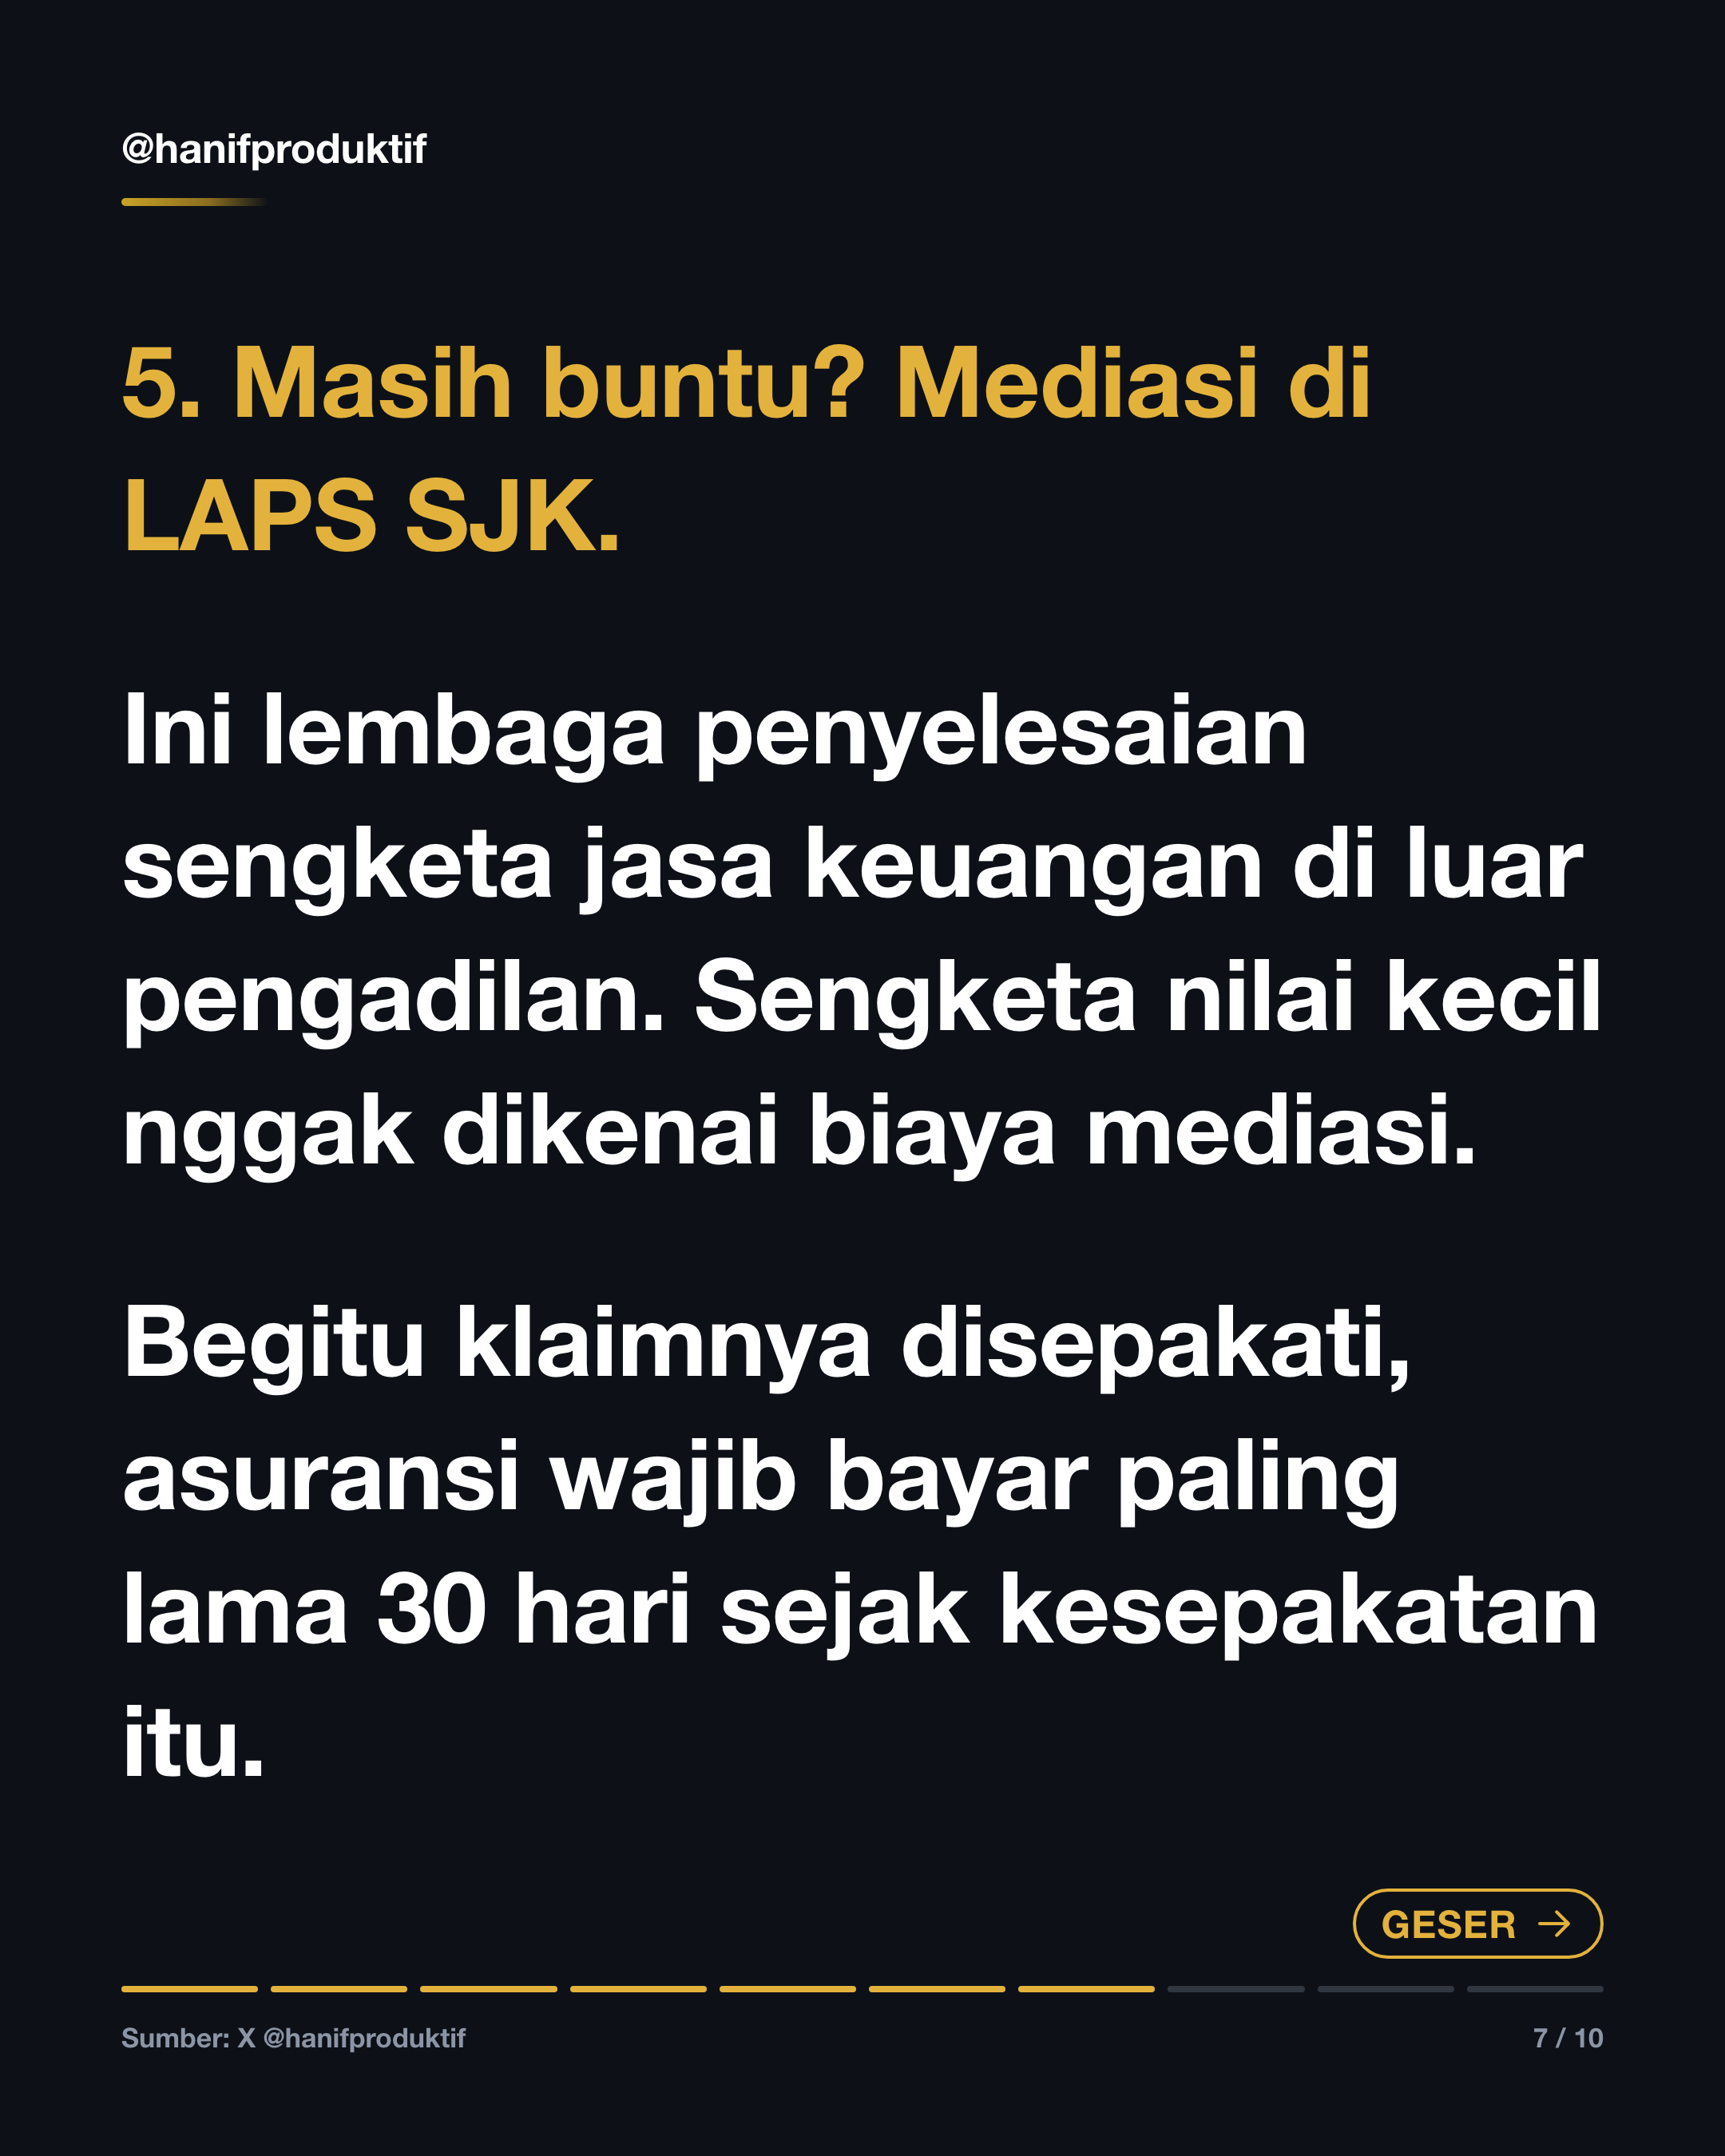 @hanifproduktif
5. Masih buntu? Mediasi di
LAPS SJK.
Ini lembaga penyelesaian
sengketa jasa keuangan di luar
pengadilan. Sengketa nilai kecil
nggak dikenai biaya mediasi.
Begitu klaimnya disepakati,
asuransi wajib bayar paling
lama 30 hari sejak kesepakatan
itu.
GESER →
Sumber: X @hanifproduktif
7 / 10